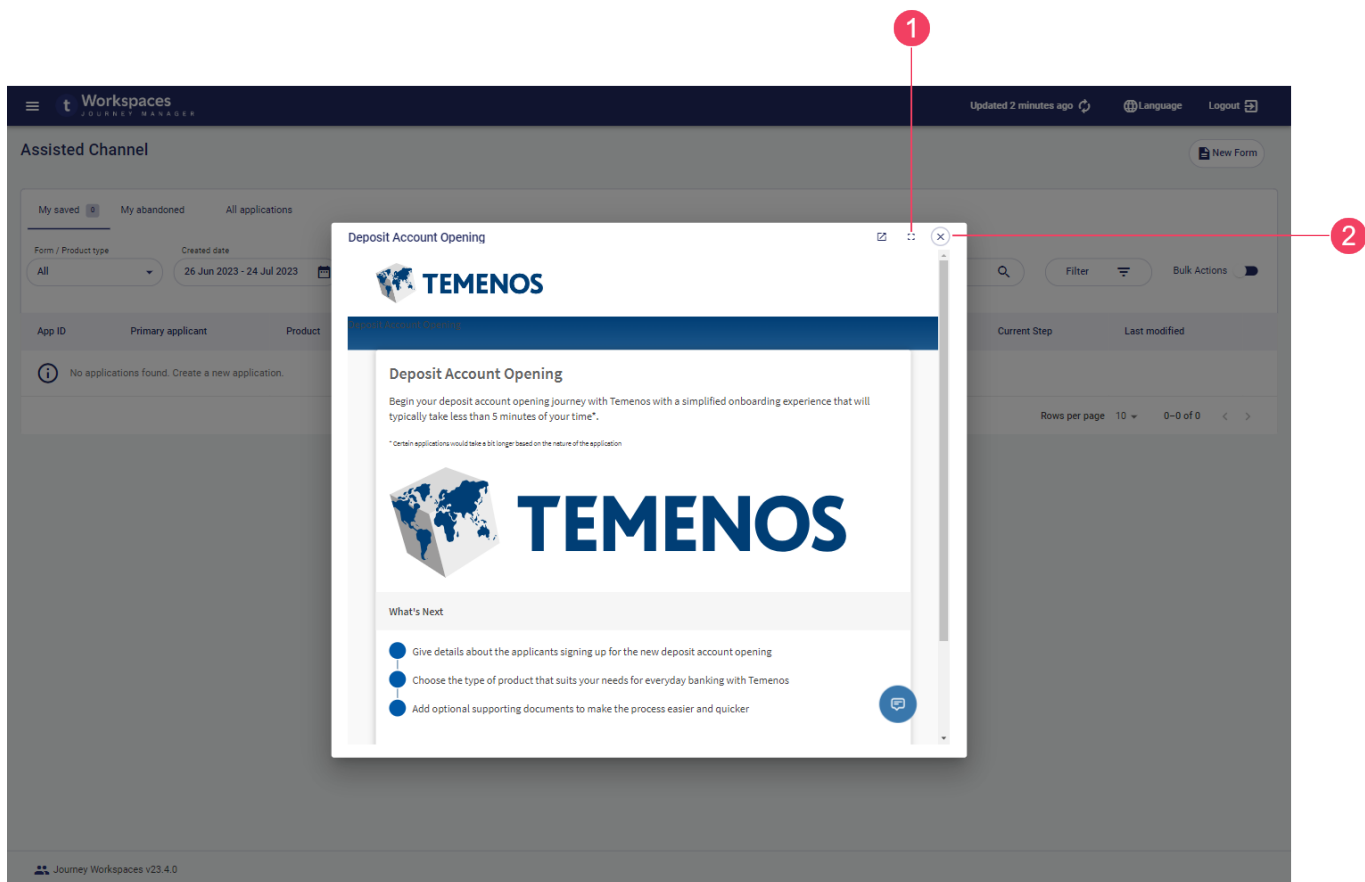 1
Workspaces
JOURNEY MANAGER
Updated 2 minutes ago
Language
Logout
Assisted Channel
New Form
My saved 0
My abandoned
All applications
2
Deposit Account Opening
Form / Product type
Created date
All
26 Jun 2023 - 24 Jul 2023
Filter
Bulk Actions
TEMENOS
App ID
Primary applicant
Product
Deposit Account Opening
Current Step
Last modified
No applications found. Create a new application.
Deposit Account Opening
Begin your deposit account opening journey with Temenos with a simplified onboarding experience that will
typically take less than 5 minutes of your time*.
Rows per page 10
0–0 of 0
* Certain applications would take a bit longer based on the nature of the application
TEMENOS
What's Next
Give details about the applicants signing up for the new deposit account opening
Choose the type of product that suits your needs for everyday banking with Temenos
Add optional supporting documents to make the process easier and quicker
Journey Workspaces v23.4.0